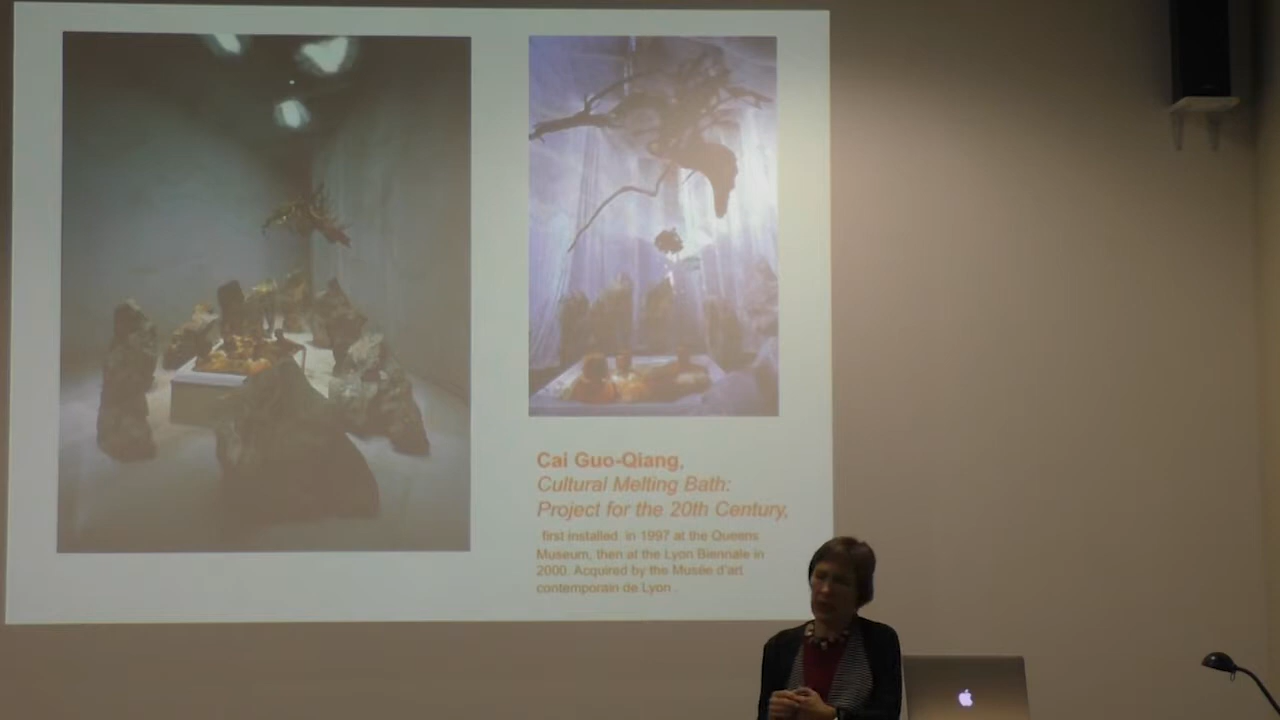 Cai Guo-Qiang,
Cultural Melting Bath:
Project for the 20th Century,
first installed in 1997 at the Queens
Museum, then at the Lyon Biennale in
2000. Acquired by the Musée d'art
contemporain de Lyon .